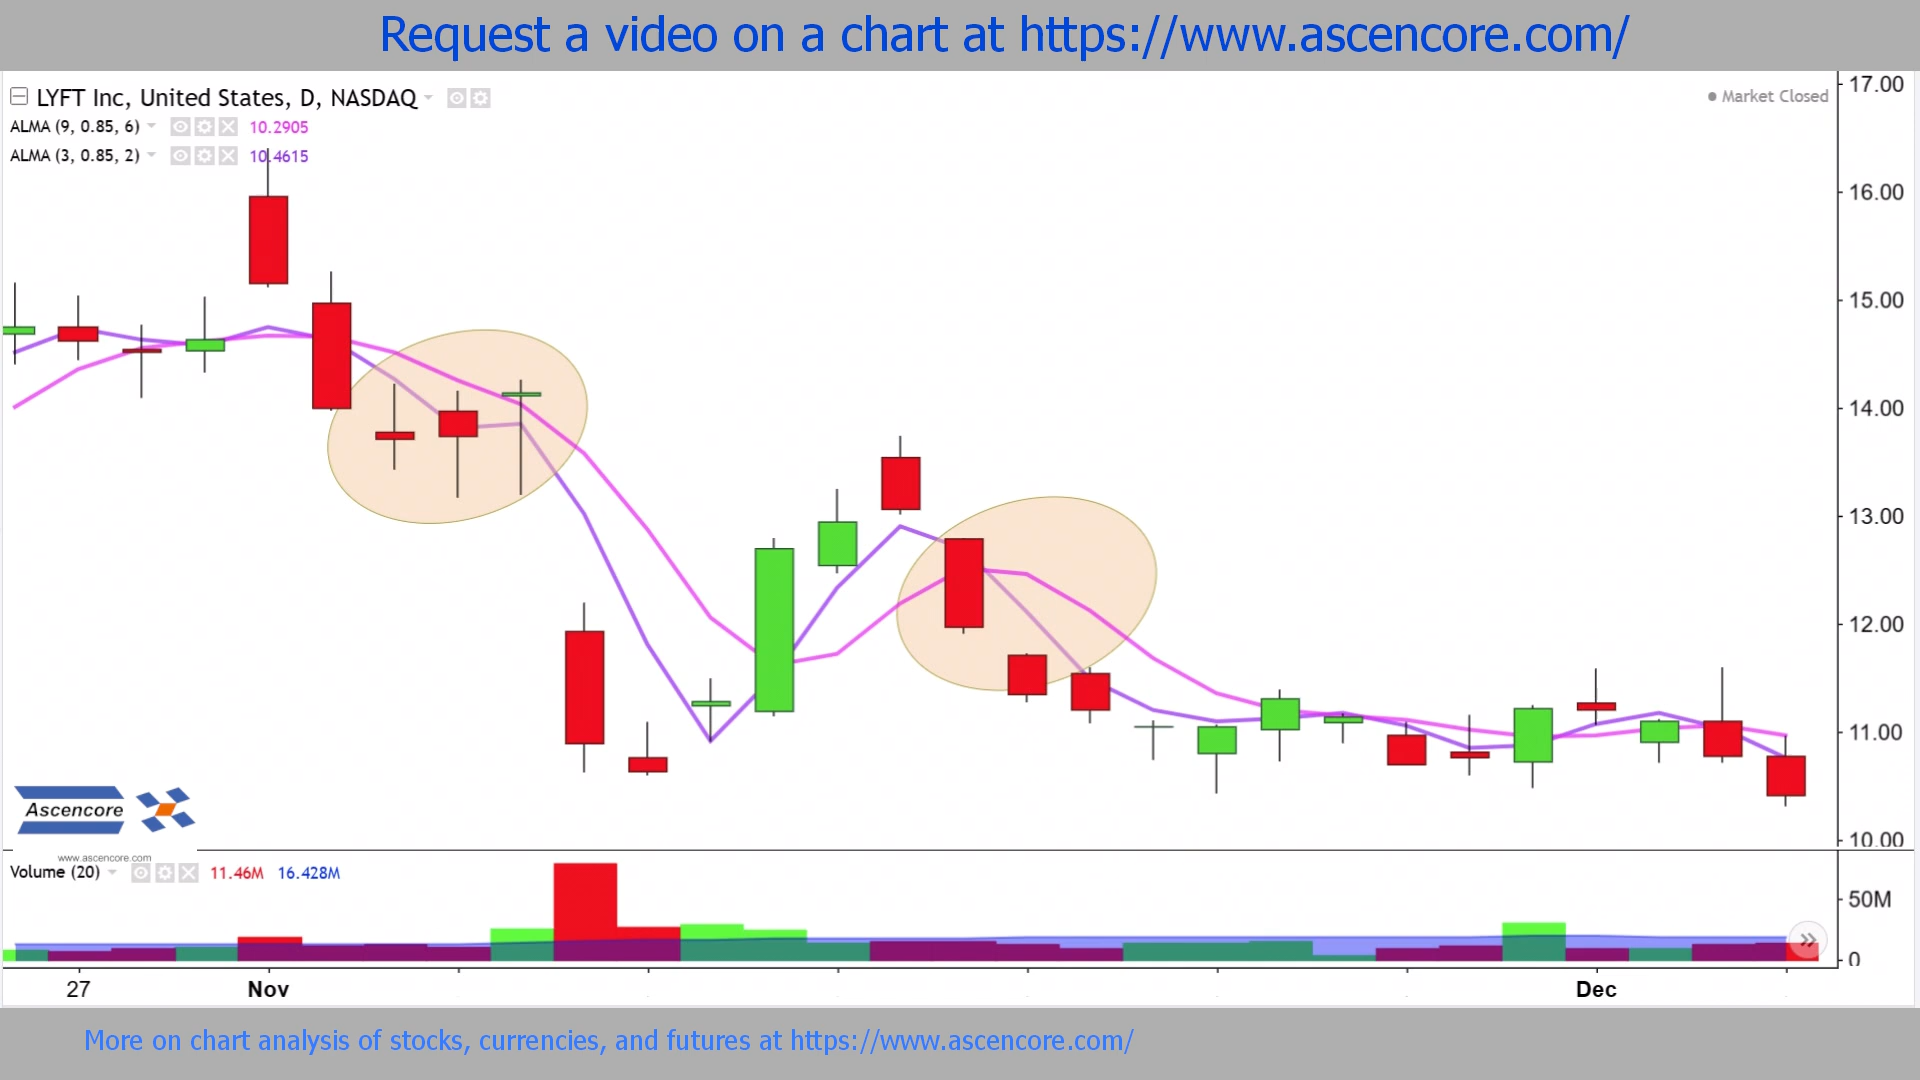 Request a video on a chart at https://www.ascencore.com/
LYFT Inc, United States, D, NASDAQ
Market Closed
ALMA (9, 0.85, 6) 10.2905
ALMA (3, 0.85, 2) 10.4615
17.00
16.00
15.00
14.00
13.00
12.00
11.00
10.00
Ascencore
www.ascencore.com
Volume (20) 11.46M 16.428M
50M
0
27 Nov Dec
More on chart analysis of stocks, currencies, and futures at https://www.ascencore.com/